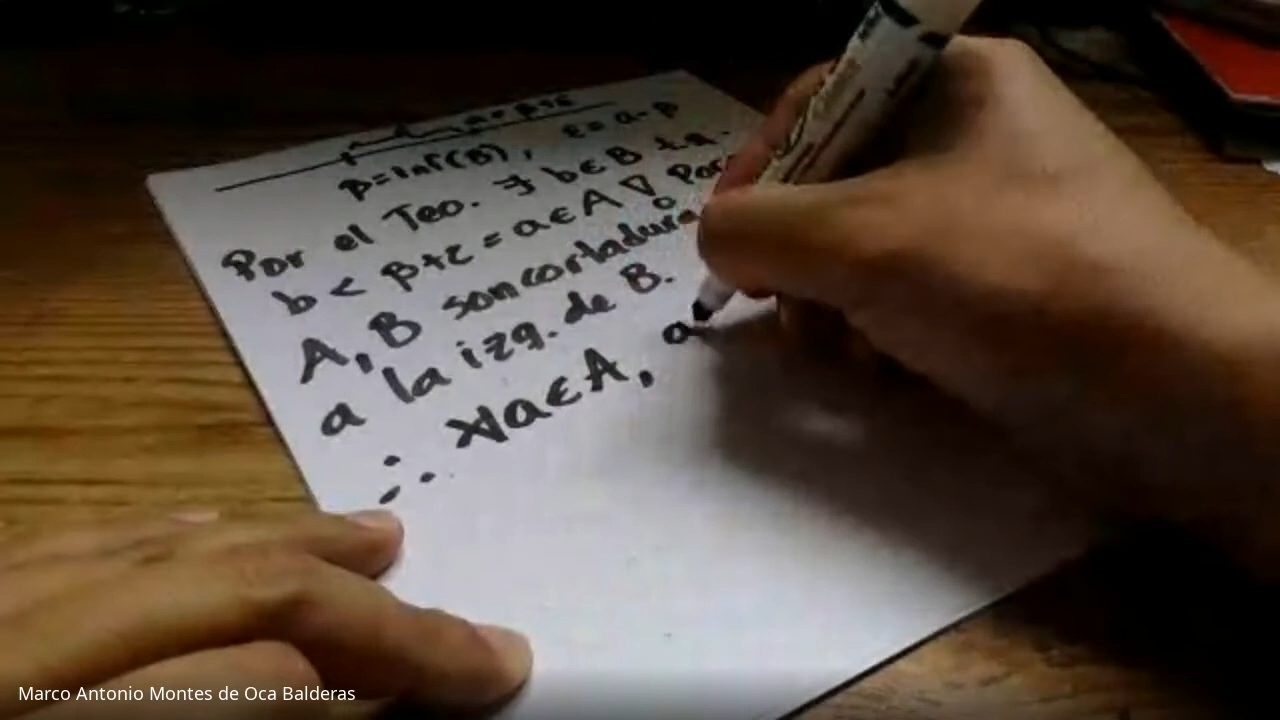 β=inf(B), ε=a-β
Por el Teo. ∃ b∈B t.q.
b < β+ε = a∈A ∇ Por
A,B son cortadura
a la izq. de B.
∴ ∀a∈A, a
Marco Antonio Montes de Oca Balderas